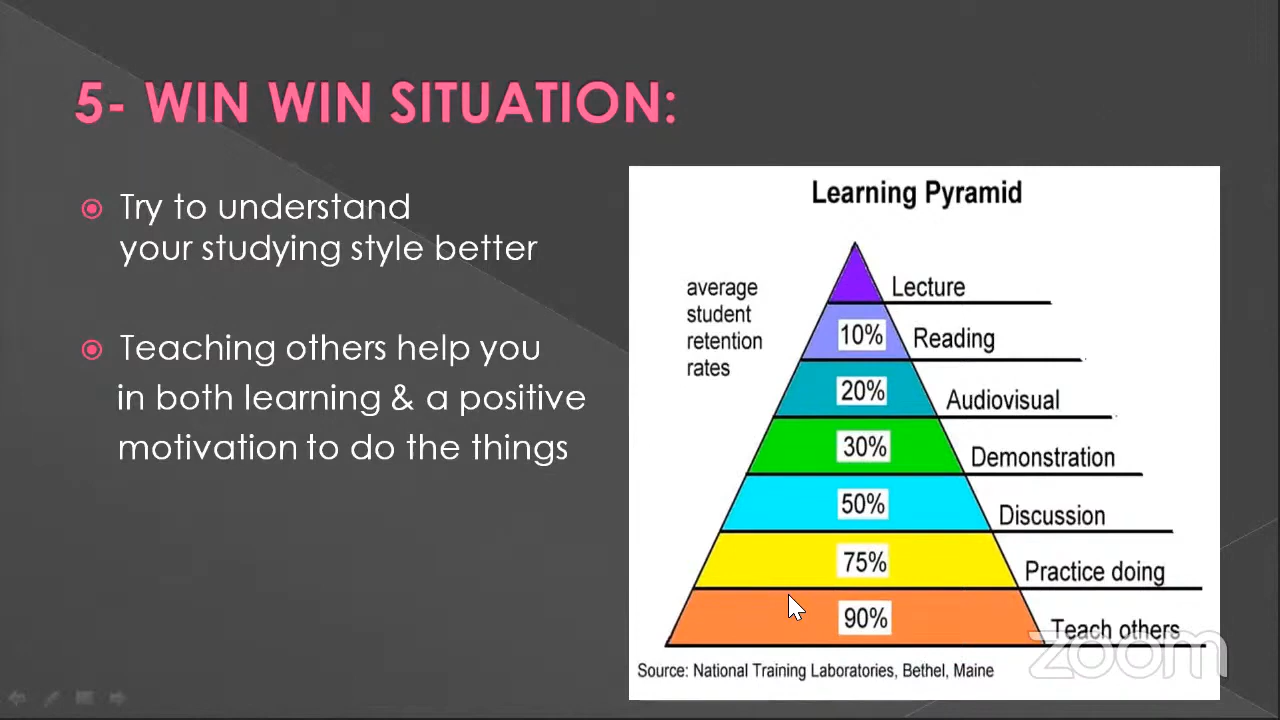 5- WIN WIN SITUATION:
Try to understand
your studying style better
Teaching others help you
in both learning & a positive
motivation to do the things
Learning Pyramid
average
student
retention
rates
Lecture
10% Reading
20% Audiovisual
30% Demonstration
50% Discussion
75% Practice doing
90% Teach others
Source: National Training Laboratories, Bethel, Maine
zoom